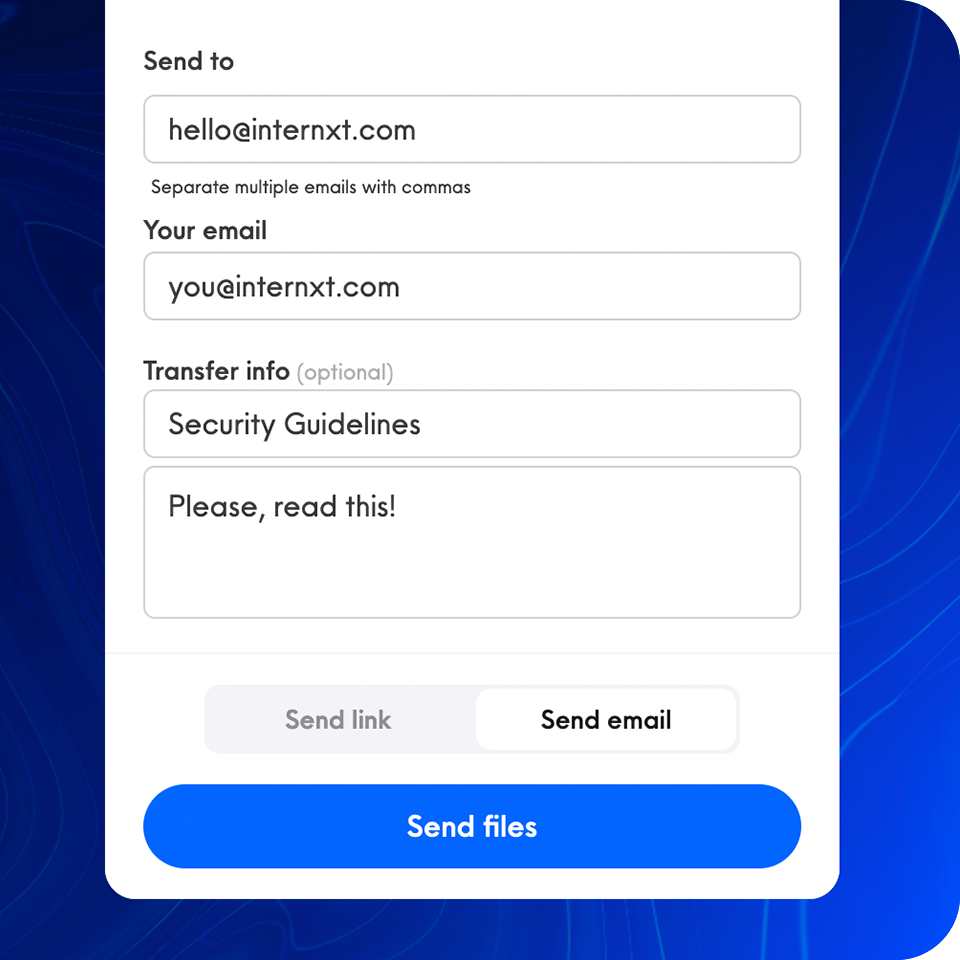 Send to
hello@internxt.com
Separate multiple emails with commas
Your email
you@internxt.com
Transfer info (optional)
Security Guidelines
Please, read this!
Send link
Send email
Send files